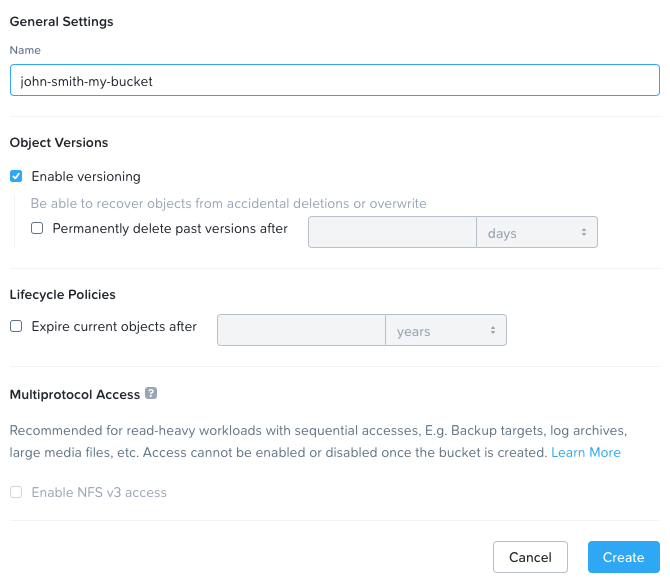 General Settings
Name
john-smith-my-bucket
Object Versions
Enable versioning
Be able to recover objects from accidental deletions or overwrite
Permanently delete past versions after
days
Lifecycle Policies
Expire current objects after
years
Multiprotocol Access ?
Recommended for read-heavy workloads with sequential accesses, E.g. Backup targets, log archives,
large media files, etc. Access cannot be enabled or disabled once the bucket is created. Learn More
Enable NFS v3 access
Cancel
Create